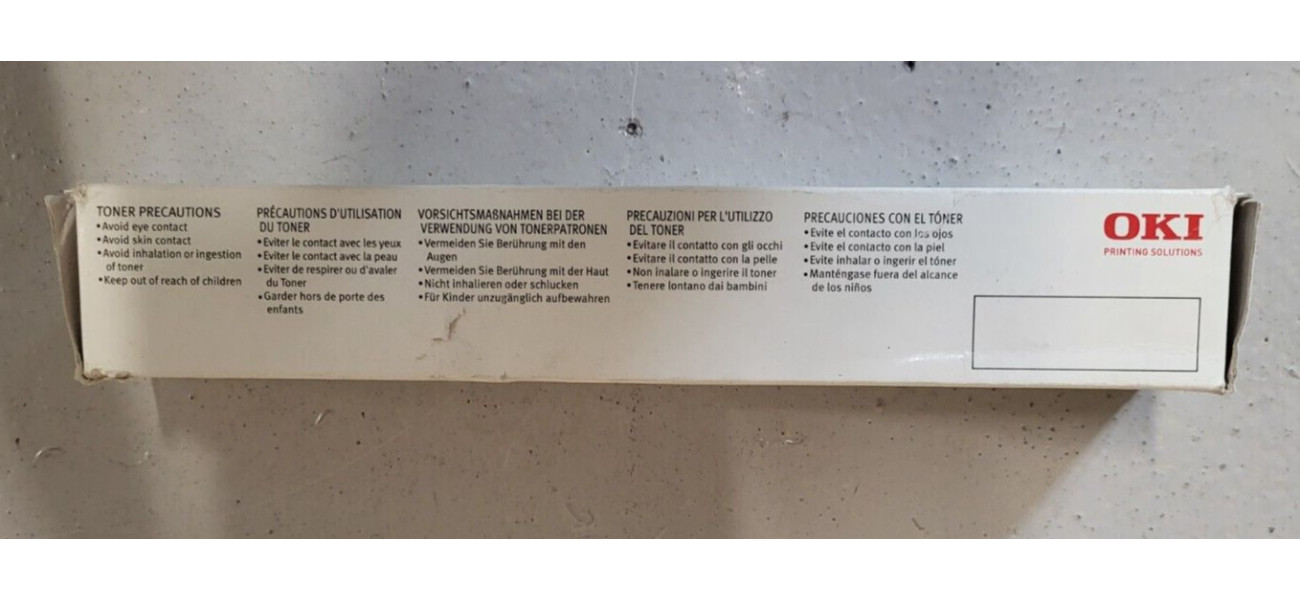 TONER PRECAUTIONS
•Avoid eye contact
•Avoid skin contact
•Avoid inhalation or ingestion
of toner
•Keep out of reach of children
PRÉCAUTIONS D'UTILISATION
DU TONER
•Eviter le contact avec les yeux
•Eviter le contact avec la peau
•Eviter de respirer ou d'avaler
du Toner
•Garder hors de porte des
enfants
VORSICHTSMAßNAHMEN BEI DER
VERWENDUNG VON TONERPATRONEN
•Vermeiden Sie Berührung mit den
Augen
•Vermeiden Sie Berührung mit der Haut
•Nicht inhalieren oder schlucken
•Für Kinder unzugänglich aufbewahren
PRECAUZIONI PER L'UTILIZZO
DEL TONER
•Evitare il contatto con gli occhi
•Evitare il contatto con la pelle
•Non inalare o ingerire il toner
•Tenere lontano dai bambini
PRECAUCIONES CON EL TÓNER
•Evite el contacto con los ojos
•Evite el contacto con la piel
•Evite inhalar o ingerir el tóner
•Manténgase fuera del alcance
de los niños
OKI
PRINTING SOLUTIONS